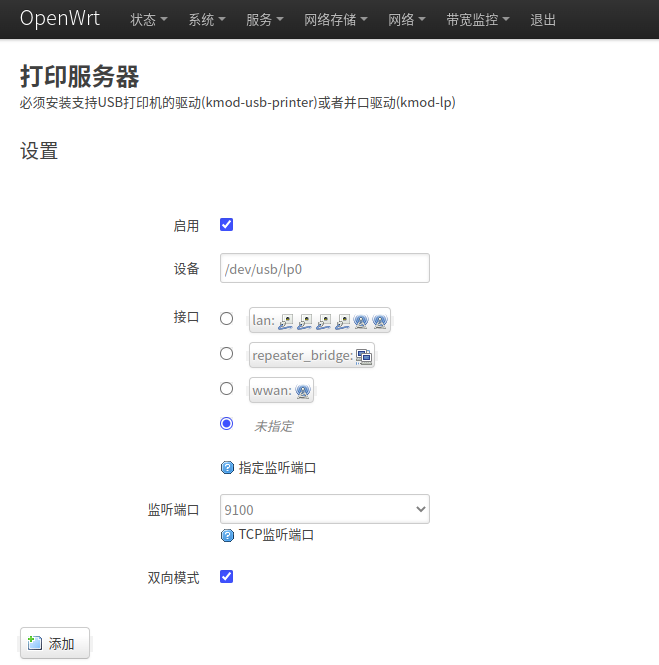 OpenWrt 状态 系统 服务 网络存储 网络 带宽监控 退出
打印服务器
必须安装支持USB打印机的驱动(kmod-usb-printer)或者并口驱动(kmod-lp)
设置
启用
设备 /dev/usb/lp0
接口 lan:
repeater_bridge:
wwan:
未指定
指定监听端口
监听端口 9100
TCP监听端口
双向模式
添加